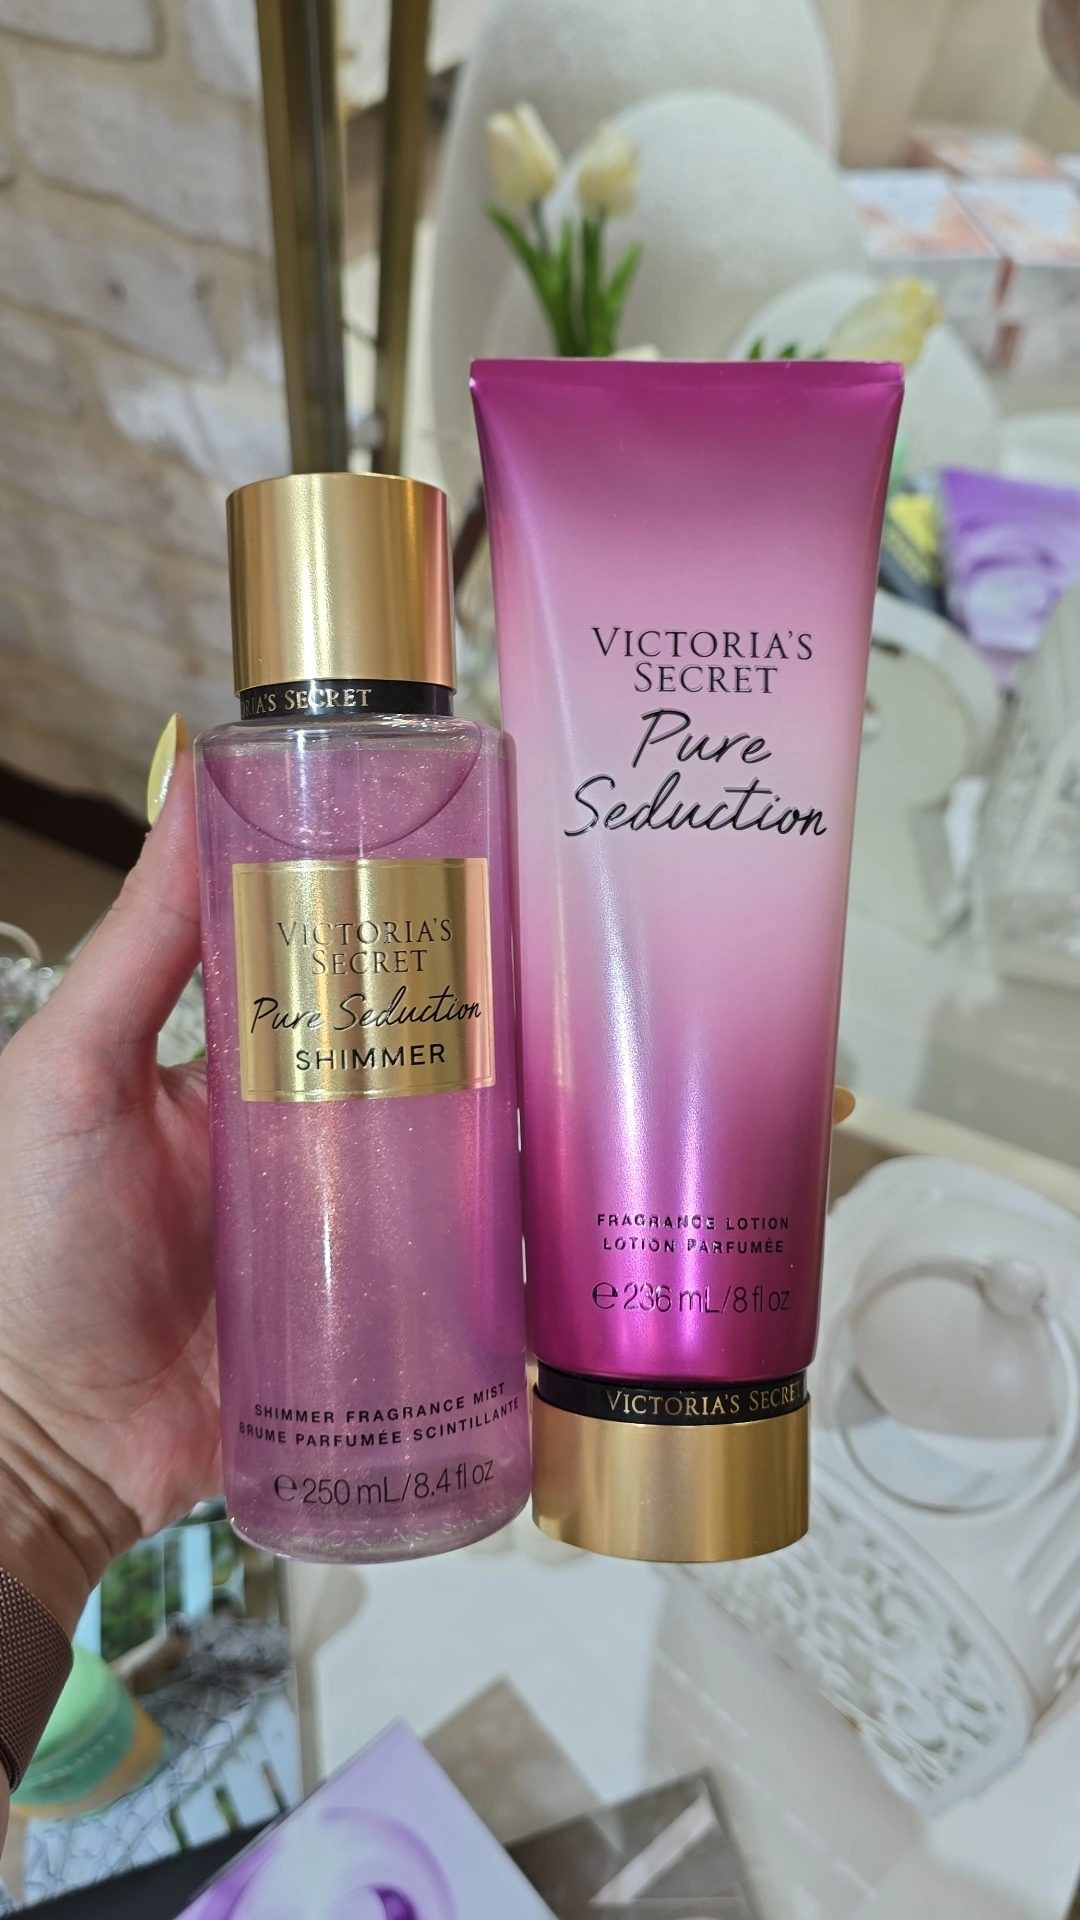 VICTORIA'S
SECRET
Pure
Seduction
FRAGRANCE LOTION
LOTION PARFUMÉE
℮ 236 mL/8 fl oz
VICTORIA'S SECRET
RIA'S SECRET
VICTORIA'S
SECRET
Pure Seduction
SHIMMER
SHIMMER FRAGRANCE MIST
BRUME PARFUMÉE SCINTILLANTE
℮ 250 mL/8.4 fl oz